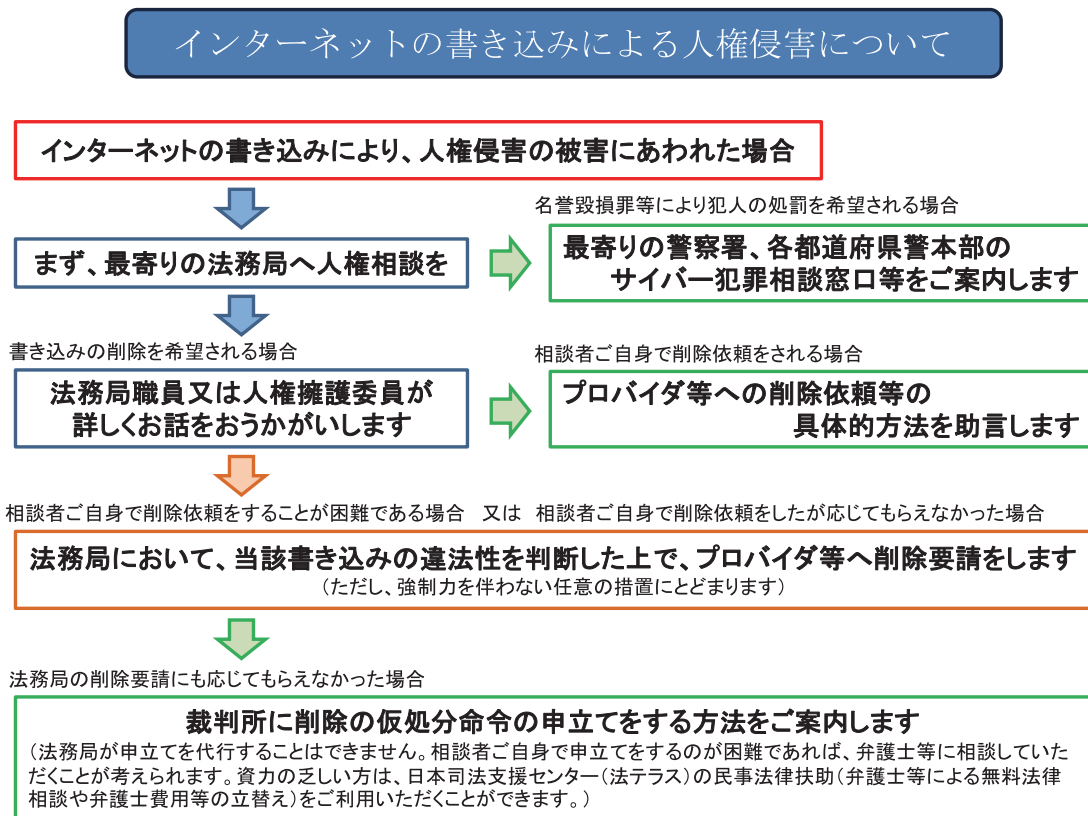 インターネットの書き込みによる人権侵害について
インターネットの書き込みにより、人権侵害の被害にあわれた場合
名誉毀損罪等により犯人の処罰を希望される場合
まず、最寄りの法務局へ人権相談を
最寄りの警察署、各都道府県警本部の
サイバー犯罪相談窓口等をご案内します
書き込みの削除を希望される場合
相談者ご自身で削除依頼をされる場合
法務局職員又は人権擁護委員が
詳しくお話をおうかがいします
プロバイダ等への削除依頼等の
具体的方法を助言します
相談者ご自身で削除依頼をすることが困難である場合　又は　相談者ご自身で削除依頼をしたが応じてもらえなかった場合
法務局において、当該書き込みの違法性を判断した上で、プロバイダ等へ削除要請をします
（ただし、強制力を伴わない任意の措置にとどまります）
法務局の削除要請にも応じてもらえなかった場合
裁判所に削除の仮処分命令の申立てをする方法をご案内します
（法務局が申立てを代行することはできません。相談者ご自身で申立てをするのが困難であれば、弁護士等に相談していた
だくことが考えられます。資力の乏しい方は、日本司法支援センター（法テラス）の民事法律扶助（弁護士等による無料法律
相談や弁護士費用等の立替え）をご利用いただくことができます。）